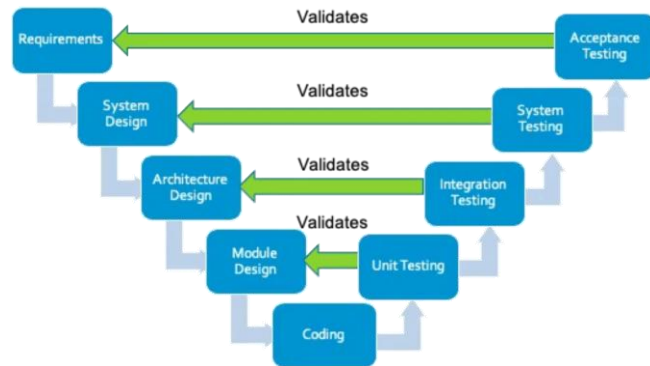 Validates
Requirements
Acceptance
Testing
Validates
System
Design
System
Testing
Validates
Architecture
Design
Integration
Testing
Validates
Module
Design
Unit Testing
Coding